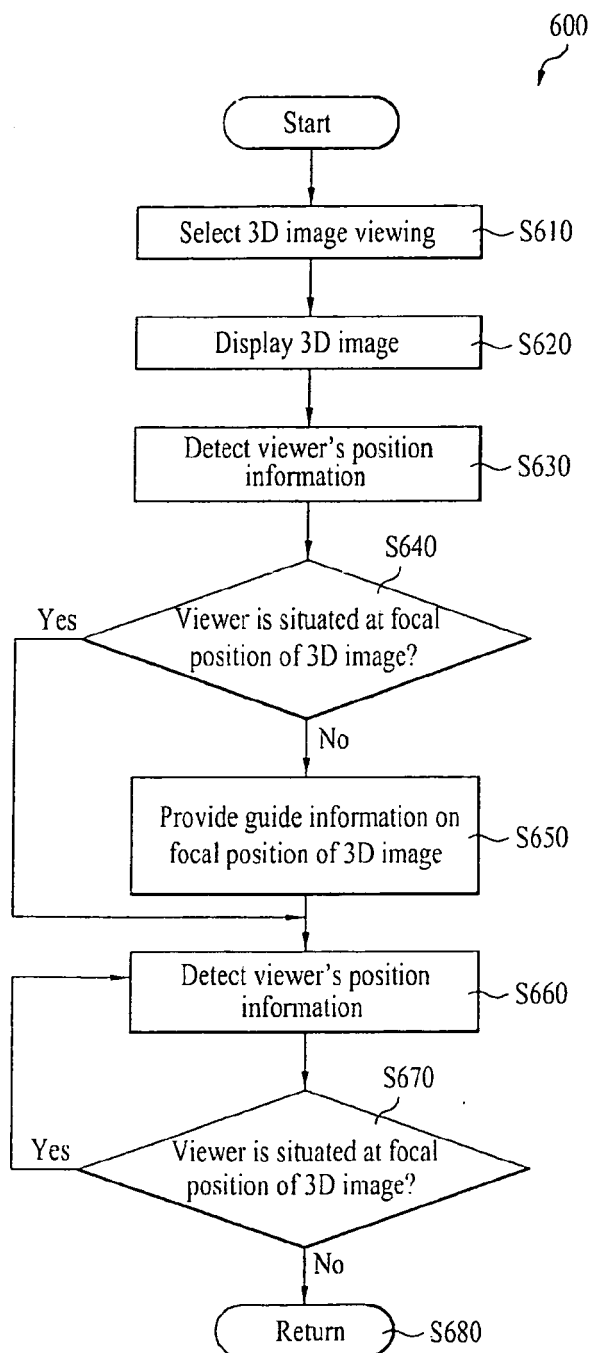 600
Start
Select 3D image viewing
S610
Display 3D image
S620
Detect viewer's position
information
S630
S640
Yes
Viewer is situated at focal
position of 3D image?
No
Provide guide information on
focal position of 3D image
S650
Detect viewer's position
information
S660
S670
Yes
Viewer is situated at focal
position of 3D image?
No
Return
S680